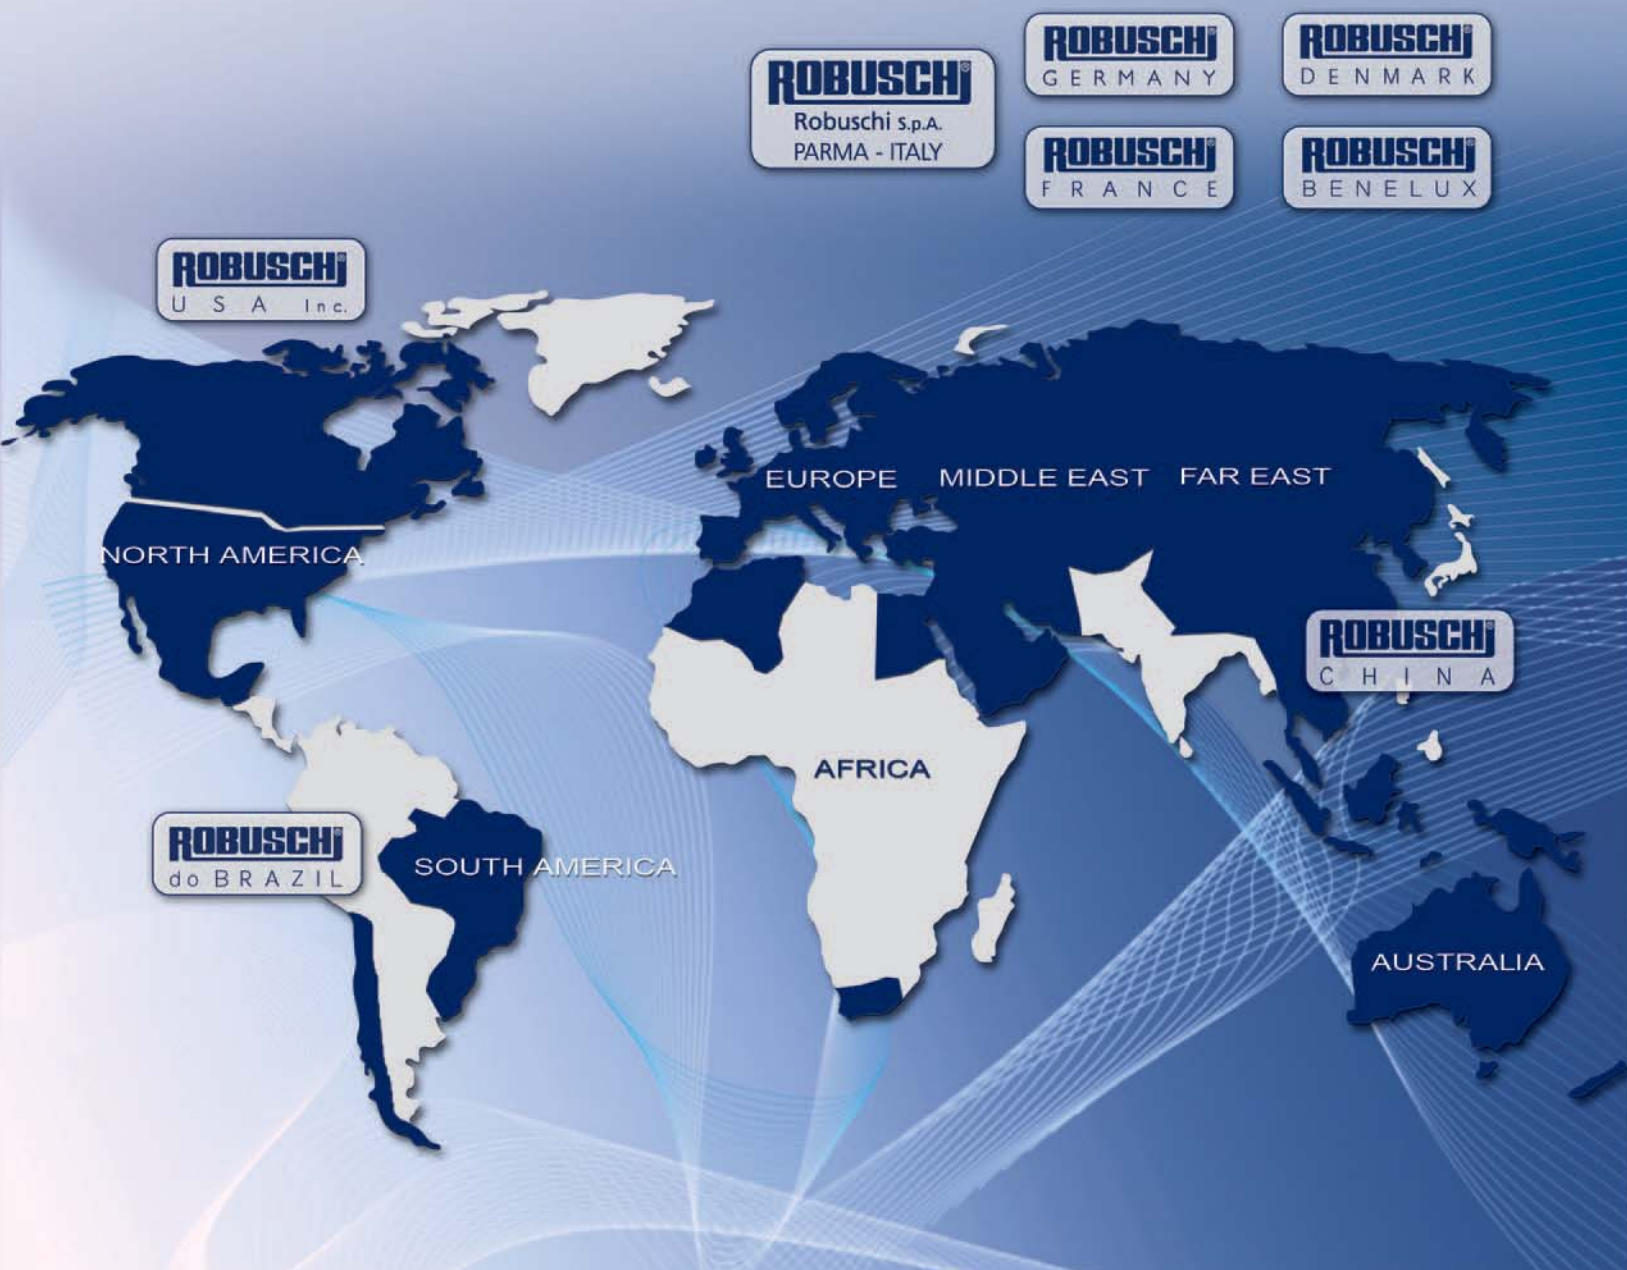 ROBUSCHi®
Robuschi S.p.A.
PARMA - ITALY
ROBUSCHi®
GERMANY
ROBUSCHi®
DENMARK
ROBUSCHi®
FRANCE
ROBUSCHi®
BENELUX
ROBUSCHi®
USA Inc.
EUROPE MIDDLE EAST FAR EAST
NORTH AMERICA
ROBUSCHi®
CHINA
AFRICA
ROBUSCHi®
do BRAZIL
SOUTH AMERICA
AUSTRALIA